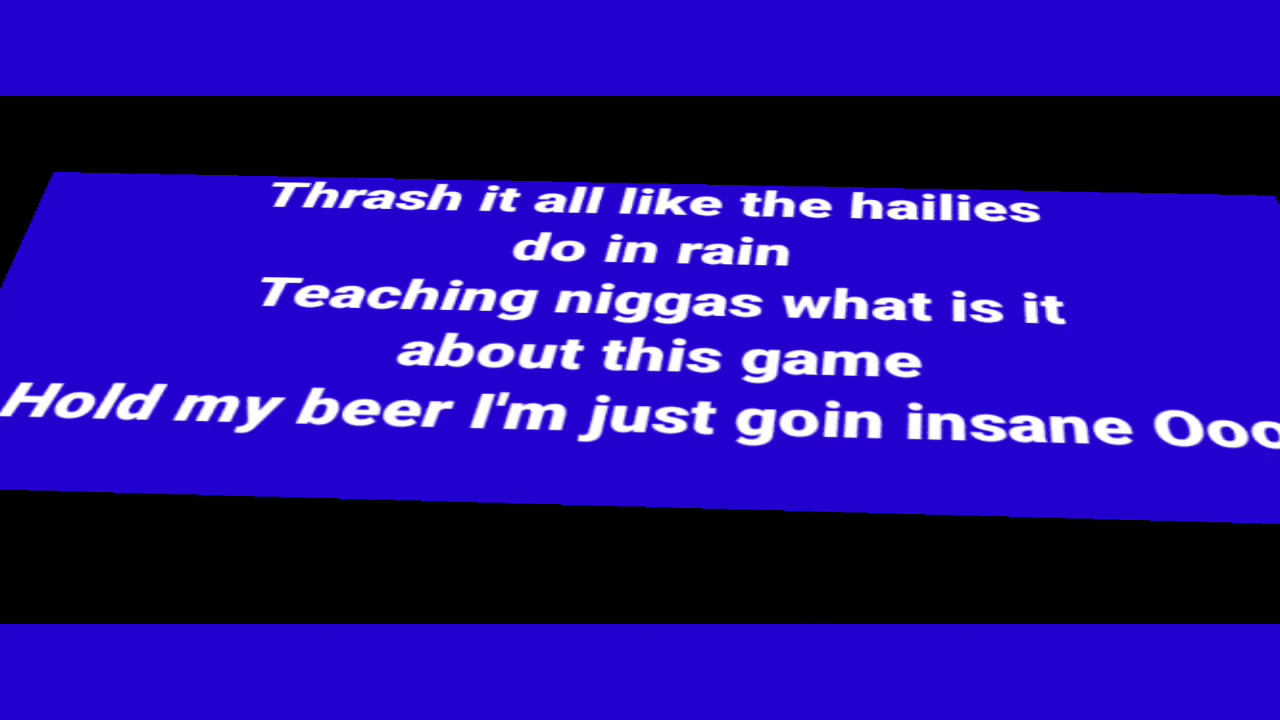 Thrash it all like the hailies
do in rain
Teaching niggas what is it
about this game
Hold my beer I'm just goin insane Ooo